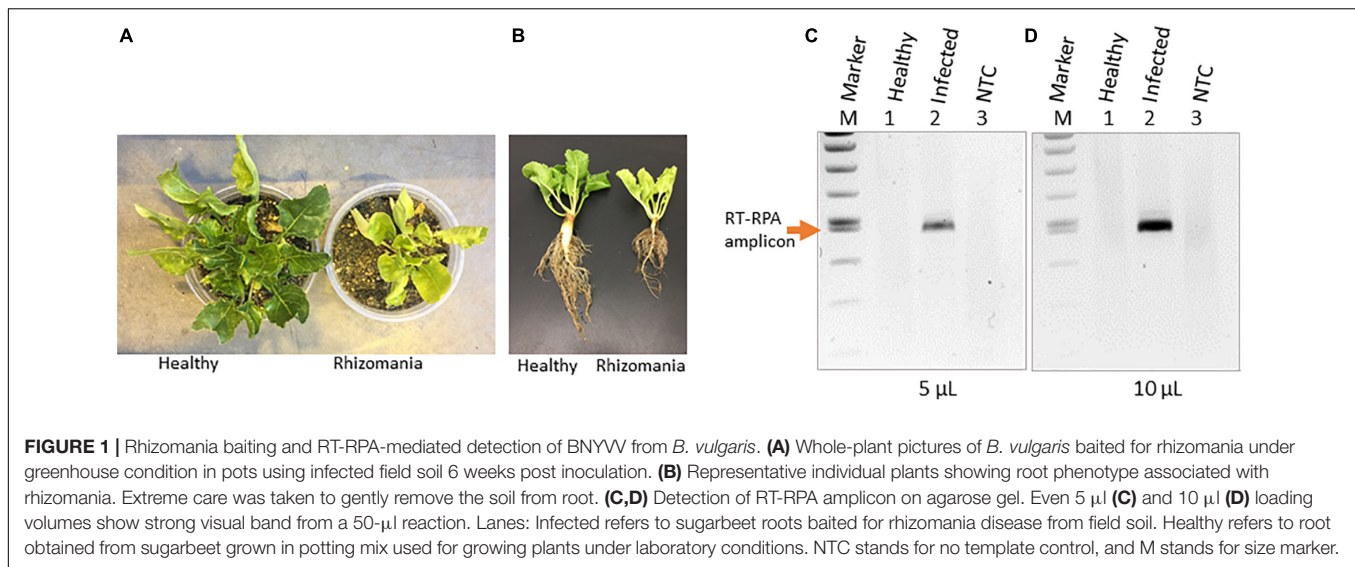 A
B
C
D
Marker
Healthy
Infected
NTC
Marker
Healthy
Infected
NTC
M 1 2 3
M 1 2 3
RT-RPA
amplicon
Healthy Rhizomania
Healthy Rhizomania
5 µL
10 µL
FIGURE 1 | Rhizomania baiting and RT-RPA-mediated detection of BNYVV from B. vulgaris. (A) Whole-plant pictures of B. vulgaris baited for rhizomania under
greenhouse condition in pots using infected field soil 6 weeks post inoculation. (B) Representative individual plants showing root phenotype associated with
rhizomania. Extreme care was taken to gently remove the soil from root. (C,D) Detection of RT-RPA amplicon on agarose gel. Even 5 µl (C) and 10 µl (D) loading
volumes show strong visual band from a 50-µl reaction. Lanes: Infected refers to sugarbeet roots baited for rhizomania disease from field soil. Healthy refers to root
obtained from sugarbeet grown in potting mix used for growing plants under laboratory conditions. NTC stands for no template control, and M stands for size marker.